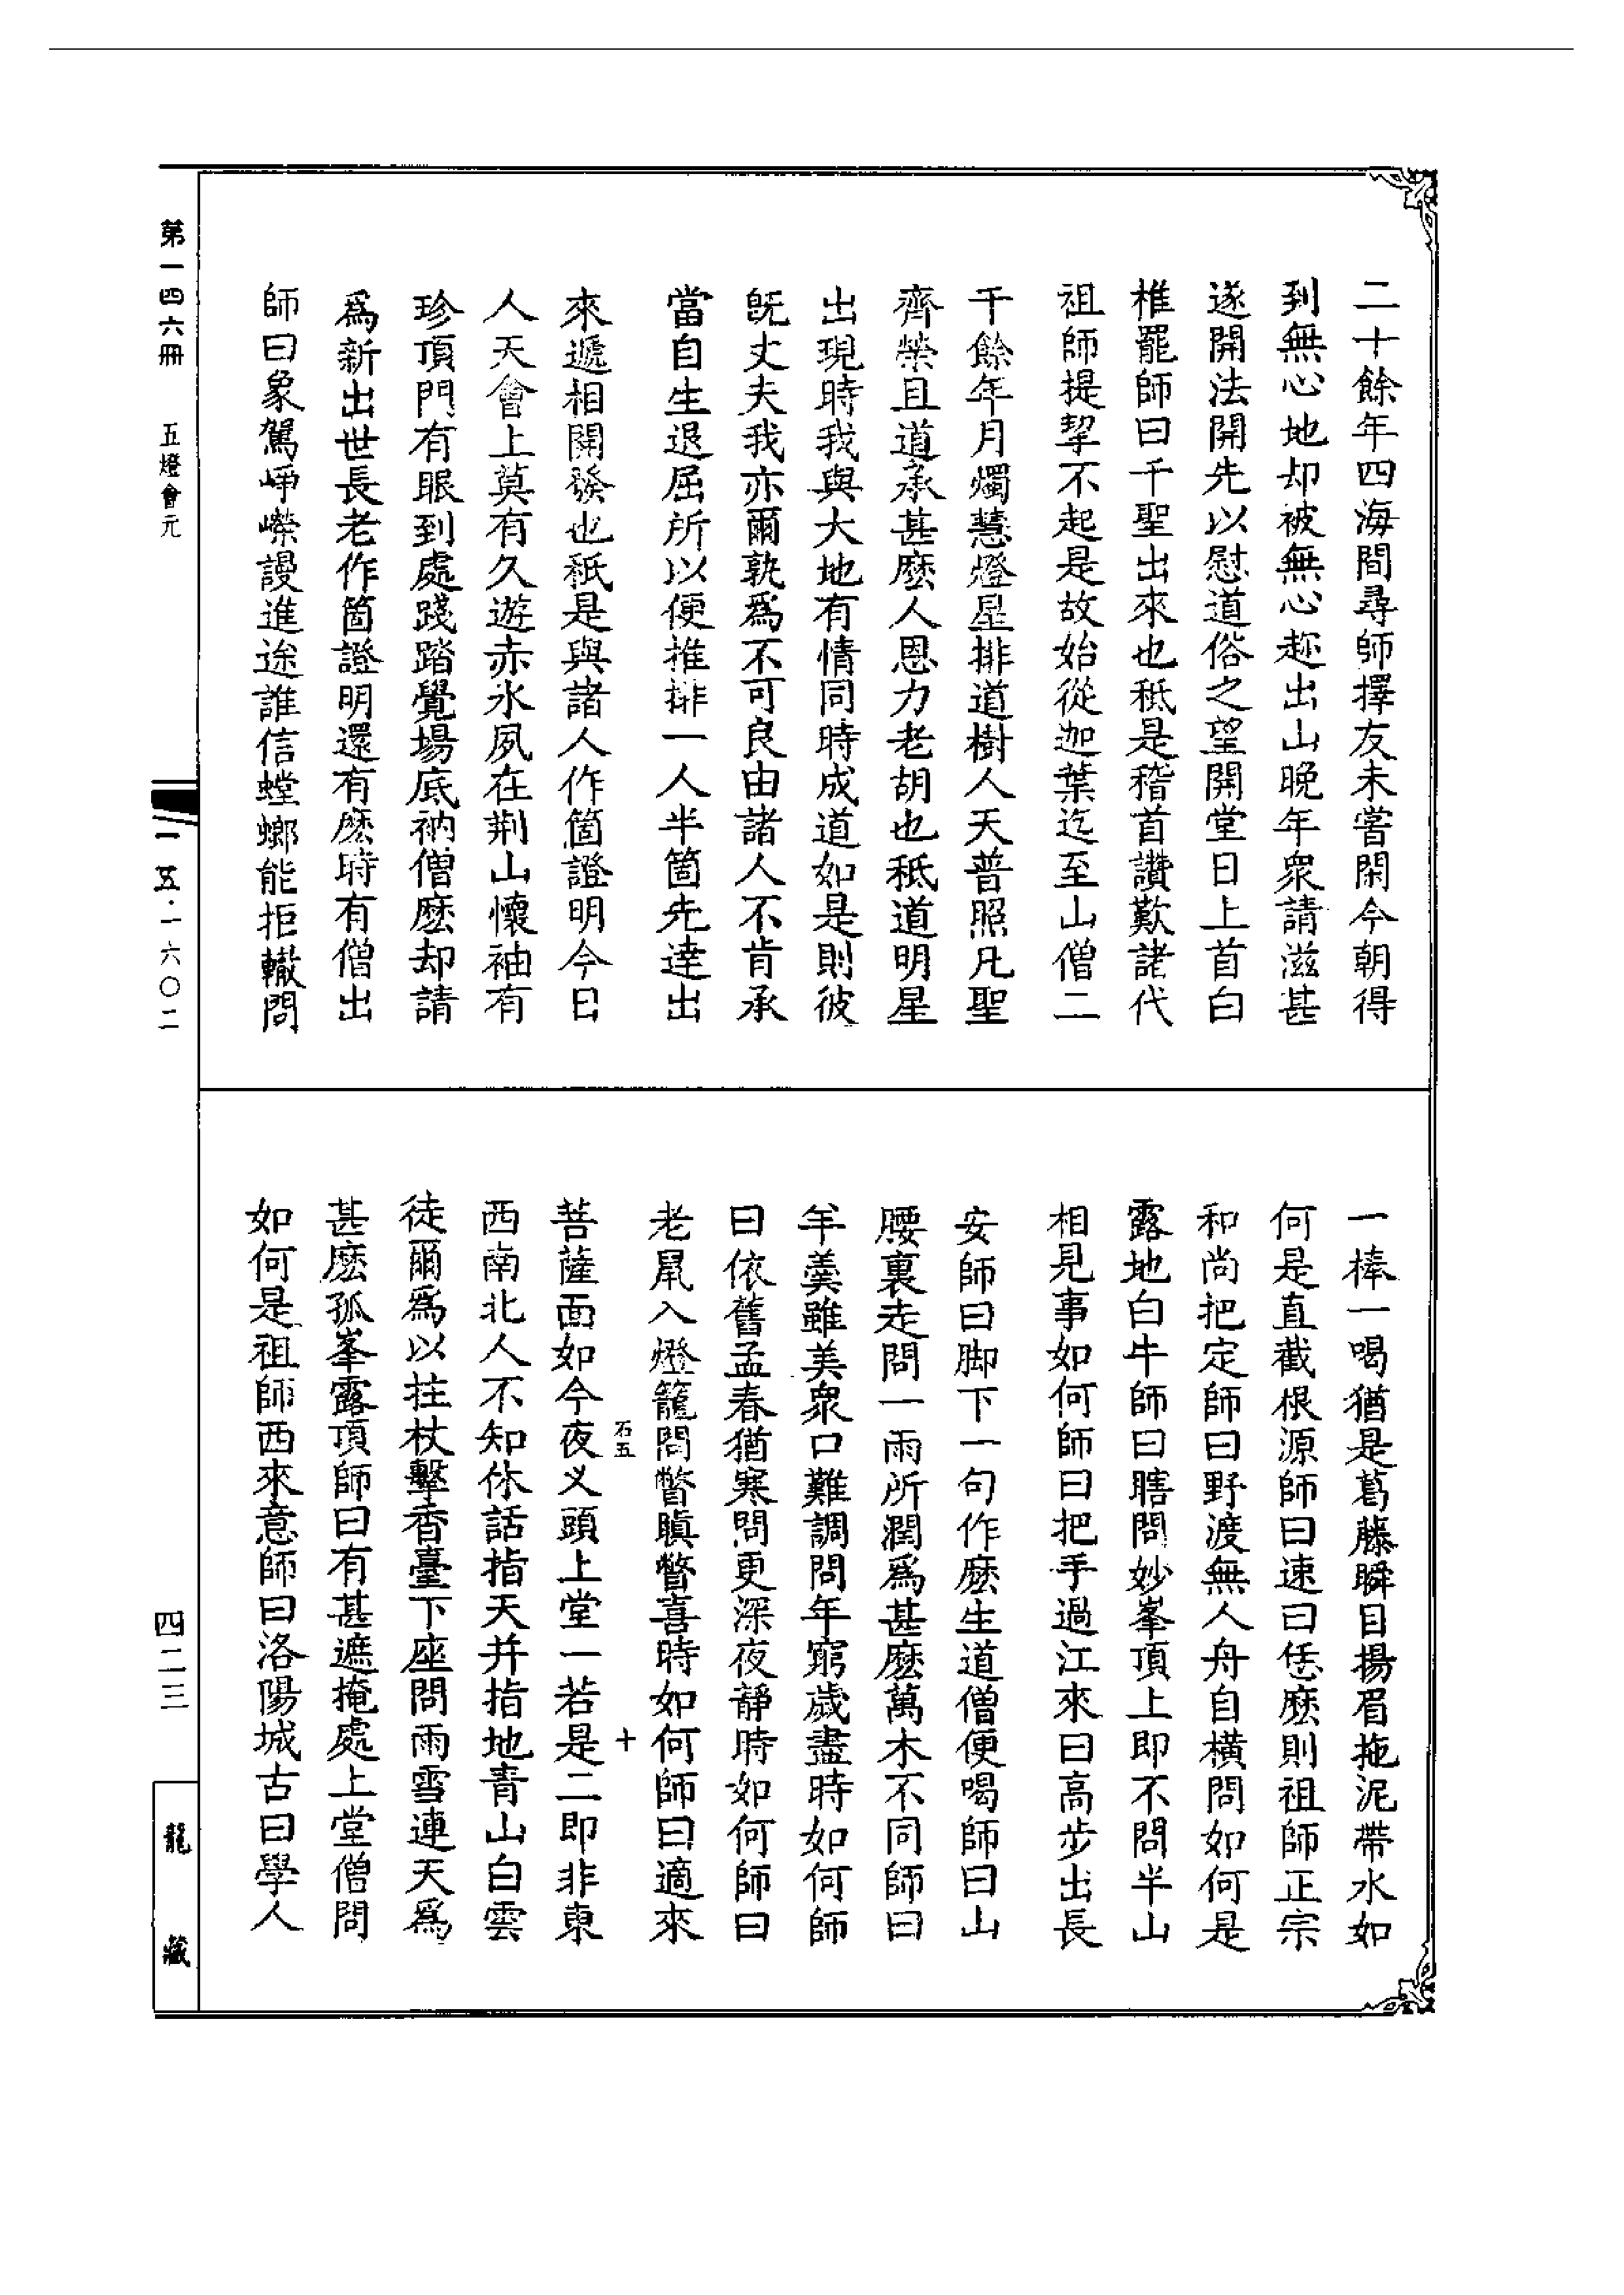 二十餘年四海間尋師擇友未嘗閑今朝得
到無心地却被無心趂出山晚年衆請滋甚
遂開法開先以慰道俗之望開堂日上首白
椎罷師曰千聖出來也秖是稽首讚歎諸代
祖師提挈不起是故始從迦葉迄至山僧二
千餘年月燭慧燈星排道樹人天普照凡聖
齊榮且道承甚麽人恩力老胡也秖道明星
出現時我與大地有情同時成道如是則彼
旣丈夫我亦爾孰爲不可良由諸人不肯承
當自生退屈所以便推排一人半箇先達出
來遞相開發也秖是與諸人作箇證明今日
人天會上莫有久遊赤水夙在荆山懷袖有
珍頂門有眼到處踐踏覺場底衲僧麽却請
爲新出世長老作箇證明還有麽時有僧出
師曰象駕崢嶸謾進途誰信螳螂能拒轍問
一棒一喝猶是葛藤瞬目揚眉拖泥帶水如
何是直截根源師曰速曰恁麽則祖師正宗
和尚把定師曰野渡無人舟自橫問如何是
露地白牛師曰瞎問妙峯頂上即不問半山
相見事如何師曰把手過江來曰高步出長
安師曰脚下一句作麽生道僧便喝師曰山
腰裏走問一雨所潤爲甚麽萬木不同師曰
羊羹雖美衆口難調問年窮歲盡時如何師
曰依舊孟春猶寒問更深夜靜時如何師曰
老鼠入燈籠問瞥瞋瞥喜時如何師曰適來
石五
十
菩薩面如今夜叉頭上堂一若是二即非東
西南北人不知休話指天并指地青山白雲
徒爾爲以拄杖擊香臺下座問雨雪連天爲
甚麽孤峯露頂師曰有甚遮掩處上堂僧問
如何是祖師西來意師曰洛陽城古曰學人
第一四六冊
五燈會元
一五·一六〇二
四二三
龍藏